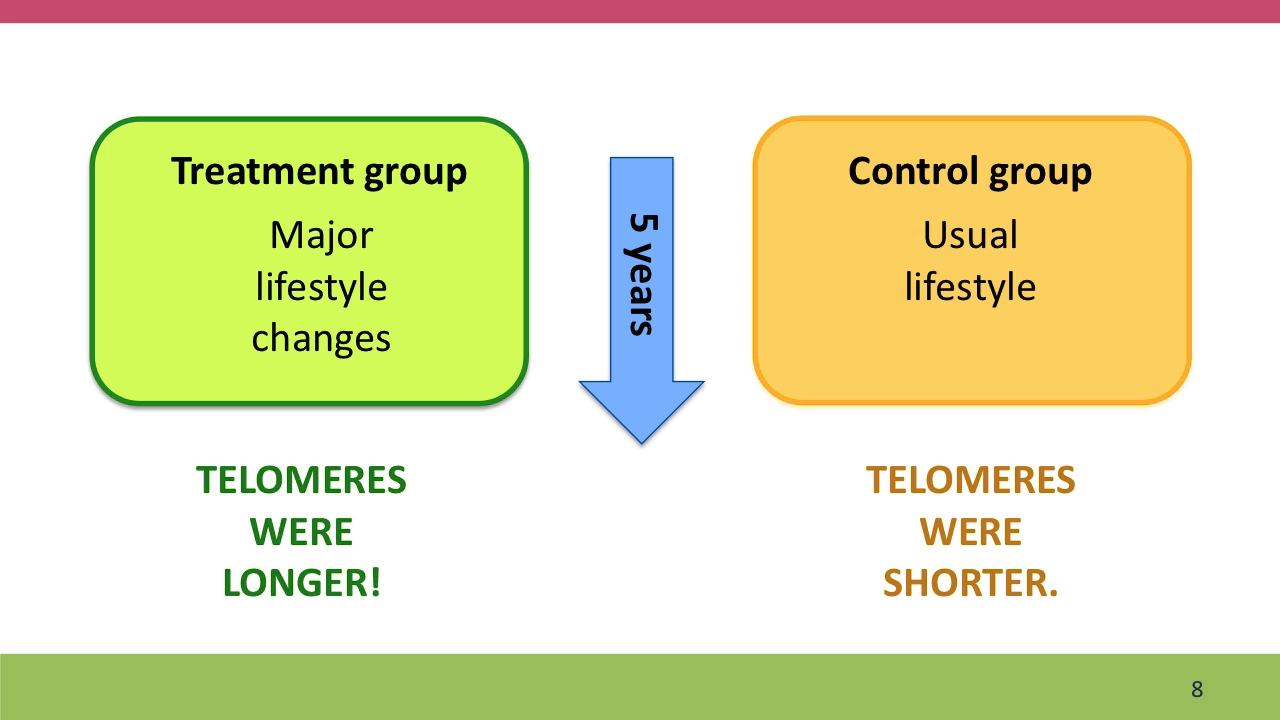 Treatment group
Major
lifestyle
changes
5 years
Control group
Usual
lifestyle
TELOMERES
WERE
LONGER!
TELOMERES
WERE
SHORTER.
8